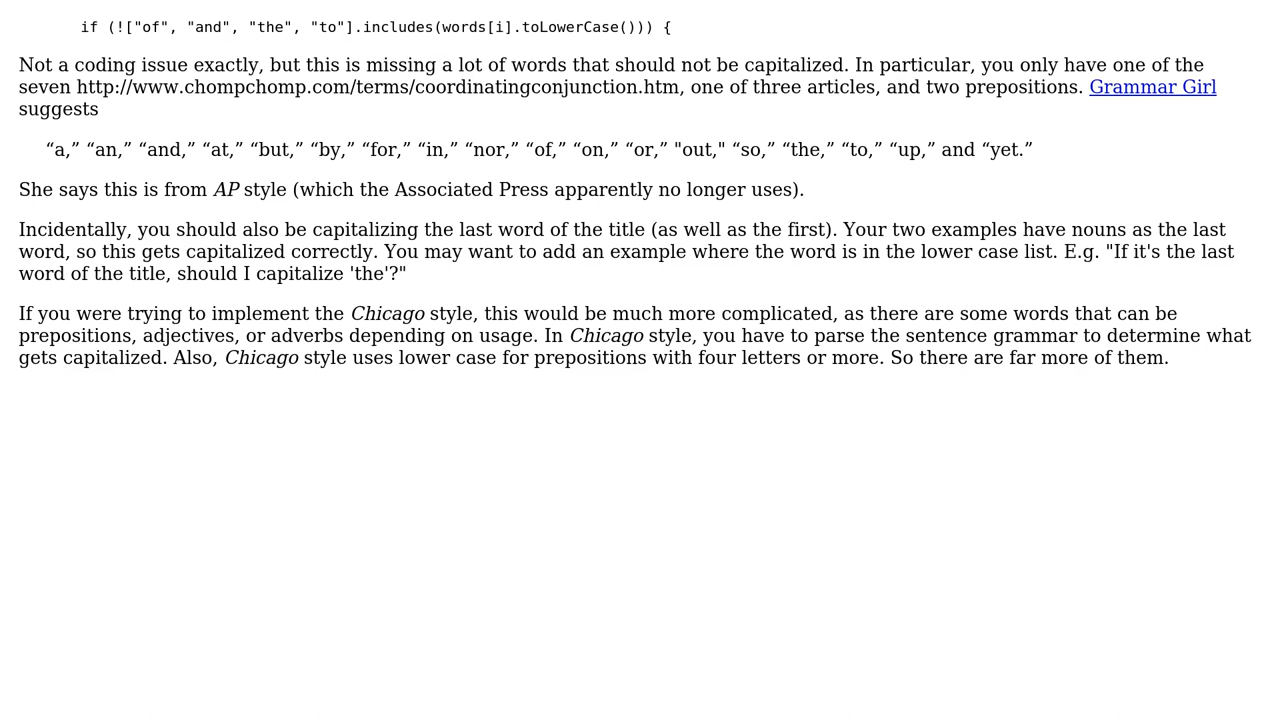 if (!["of", "and", "the", "to"].includes(words[i].toLowerCase())) {
Not a coding issue exactly, but this is missing a lot of words that should not be capitalized. In particular, you only have one of the
seven http://www.chompchomp.com/terms/coordinatingconjunction.htm, one of three articles, and two prepositions. Grammar Girl
suggests
“a,” “an,” “and,” “at,” “but,” “by,” “for,” “in,” “nor,” “of,” “on,” “or,” "out," “so,” “the,” “to,” “up,” and “yet.”
She says this is from AP style (which the Associated Press apparently no longer uses).
Incidentally, you should also be capitalizing the last word of the title (as well as the first). Your two examples have nouns as the last
word, so this gets capitalized correctly. You may want to add an example where the word is in the lower case list. E.g. "If it's the last
word of the title, should I capitalize 'the'?"
If you were trying to implement the Chicago style, this would be much more complicated, as there are some words that can be
prepositions, adjectives, or adverbs depending on usage. In Chicago style, you have to parse the sentence grammar to determine what
gets capitalized. Also, Chicago style uses lower case for prepositions with four letters or more. So there are far more of them.